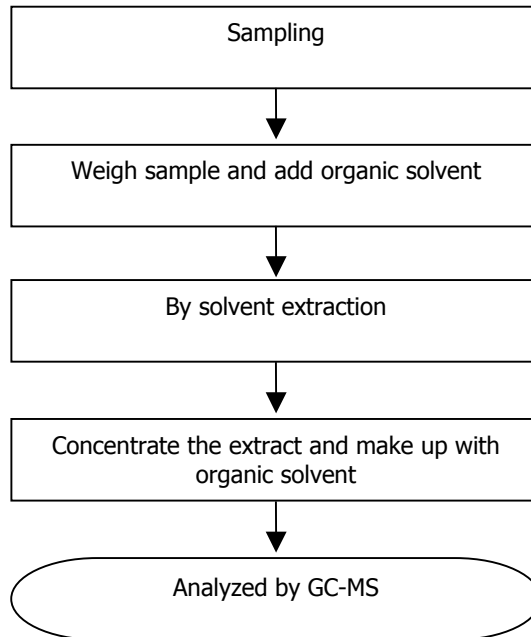 Sampling
Weigh sample and add organic solvent
By solvent extraction
Concentrate the extract and make up with
organic solvent
Analyzed by GC-MS